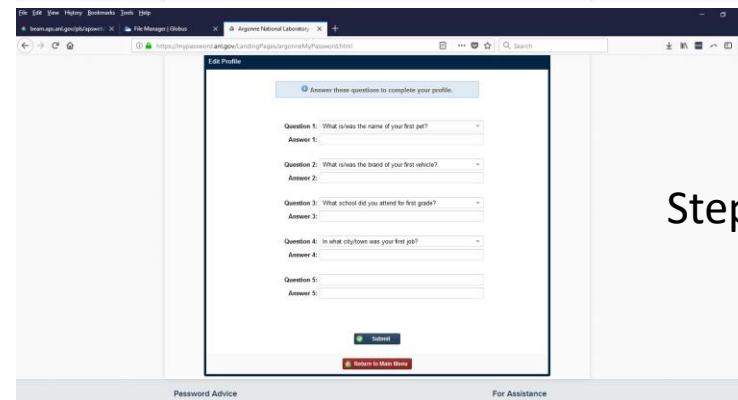 File Edit View History Bookmarks Tools Help
File Manager | Globus
Argonne National Laboratory
https://mypassword.anl.gov/LandingPages/argonneMyPassword.html
Search
Edit Profile
Answer these questions to complete your profile.
Question 1: What is/was the name of your first pet?
Answer 1:
Question 2: What is/was the brand of your first vehicle?
Answer 2:
Question 3: What school did you attend for first grade?
Answer 3:
Question 4: In what city/town was your first job?
Answer 4:
Question 5:
Answer 5:
Step
Submit
Return to Main Menu
Password Advice
For Assistance